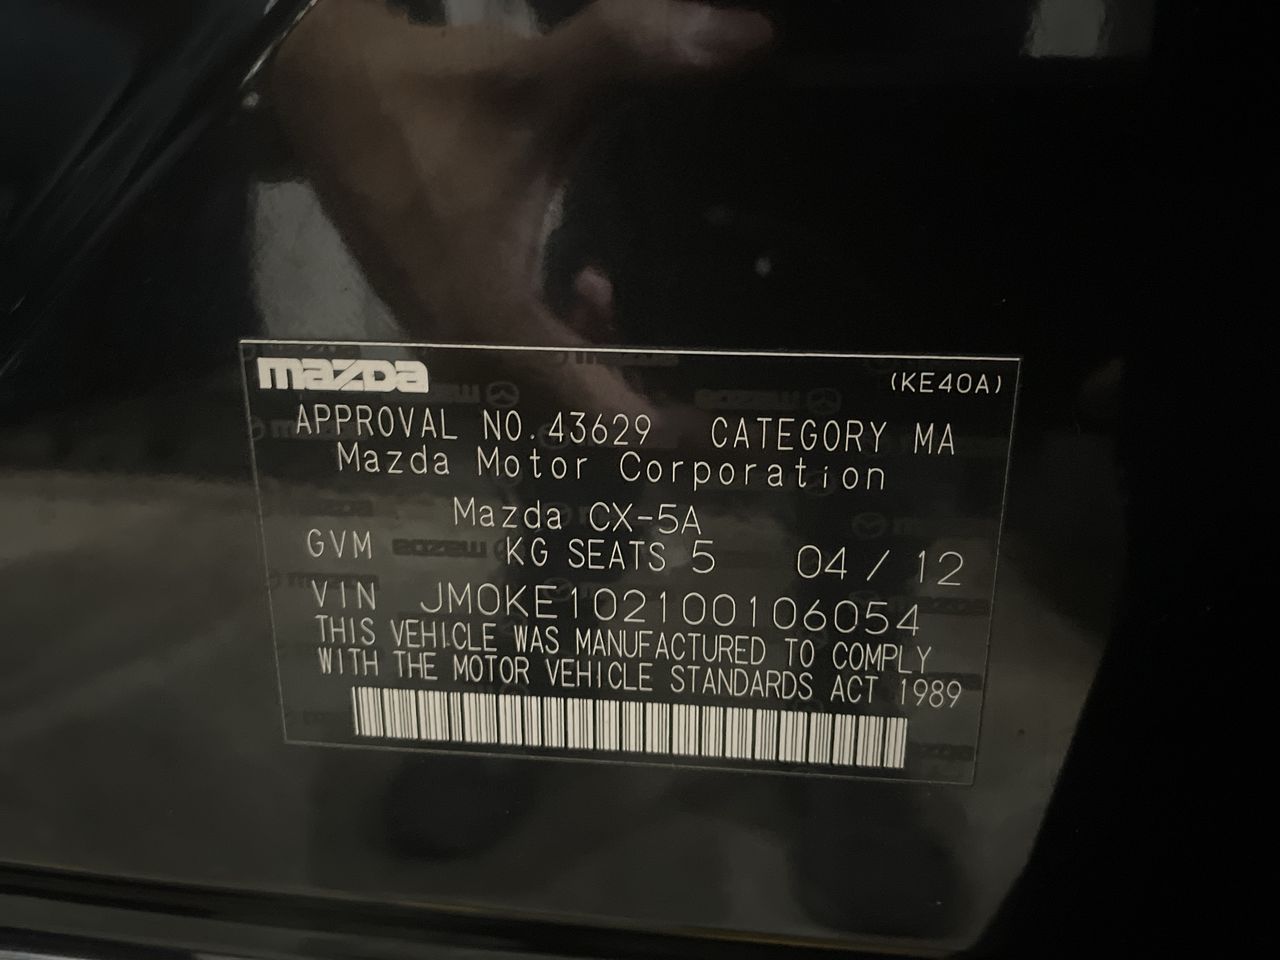 mazda (KE40A)
APPROVAL NO.43629 CATEGORY MA
Mazda Motor Corporation
Mazda CX-5A
GVM KG SEATS 5 04 / 12
VIN JM0KE102100106054
THIS VEHICLE WAS MANUFACTURED TO COMPLY
WITH THE MOTOR VEHICLE STANDARDS ACT 1989